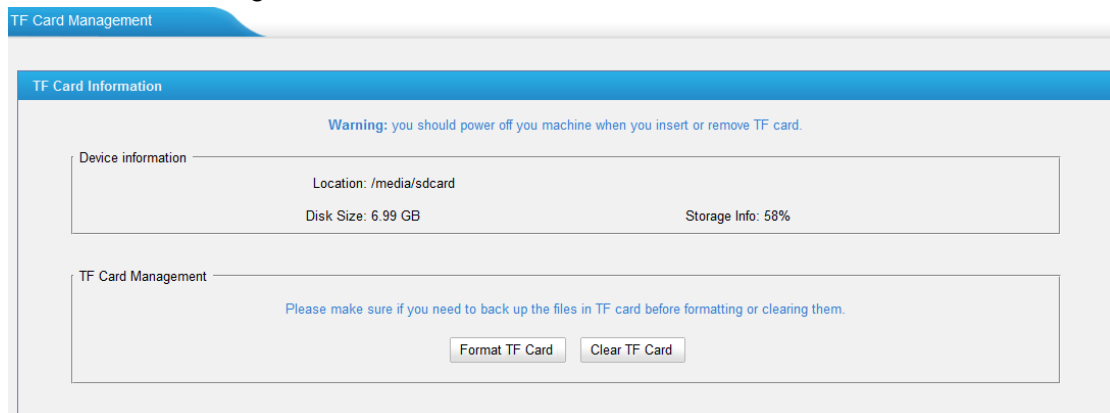 TF Card Management
TF Card Information
Warning: you should power off you machine when you insert or remove TF card.
Device information
Location: /media/sdcard
Disk Size: 6.99 GB Storage Info: 58%
TF Card Management
Please make sure if you need to back up the files in TF card before formatting or clearing them.
Format TF Card Clear TF Card